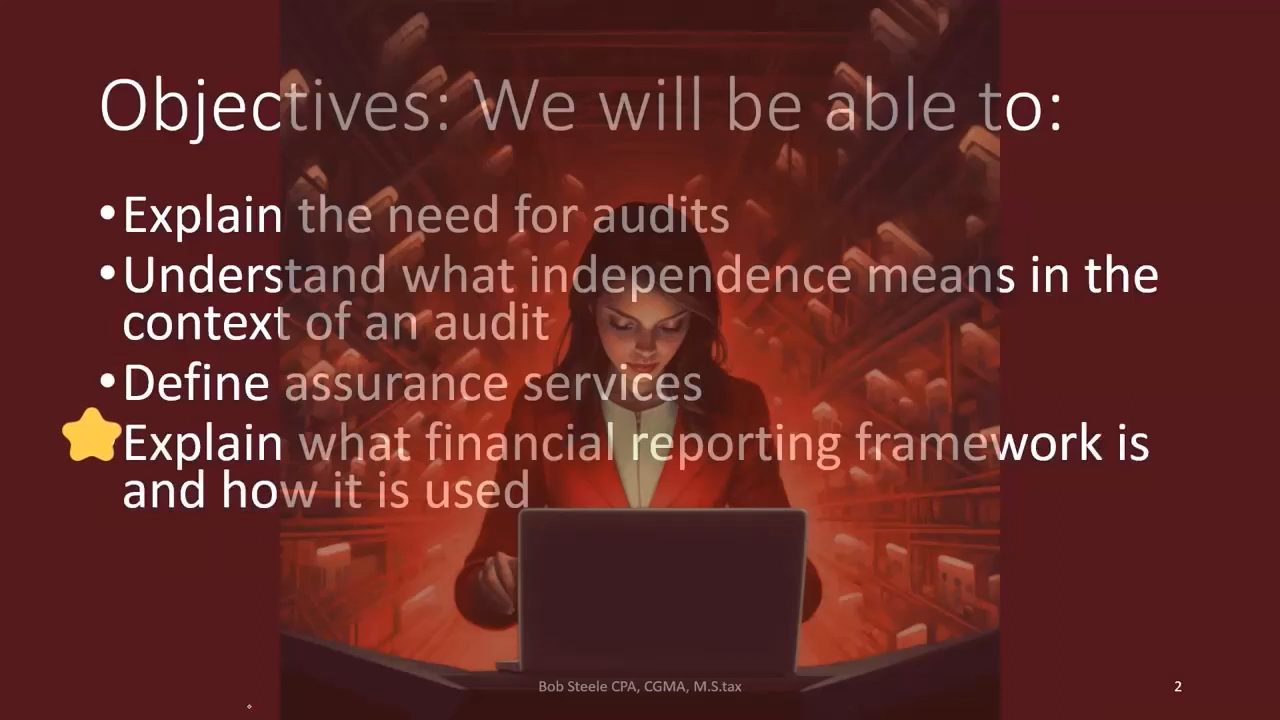 Objectives: We will be able to:
•Explain the need for audits
•Understand what independence means in the
context of an audit
•Define assurance services
Explain what financial reporting framework is
and how it is used
Bob Steele CPA, CGMA, M.S.tax
2